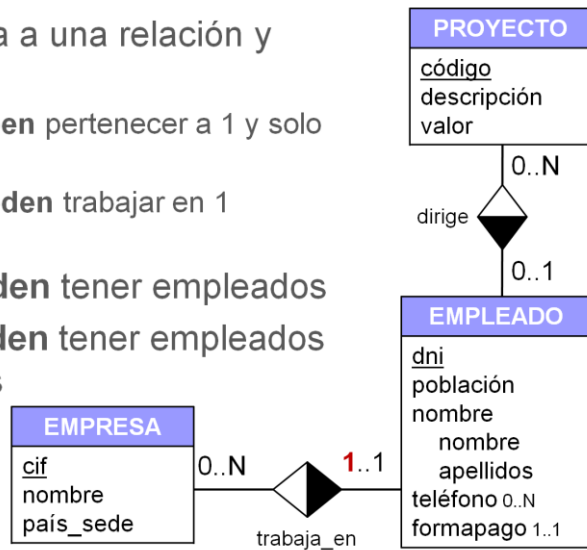 a a una relación y
en pertenecer a 1 y solo
den trabajar en 1
den tener empleados
den tener empleados
s
PROYECTO
código
descripción
valor
0..N
dirige
0..1
EMPLEADO
dni
población
nombre
nombre
apellidos
teléfono 0..N
formapago 1..1
EMPRESA
cif
nombre
país_sede
0..N
1..1
trabaja_en